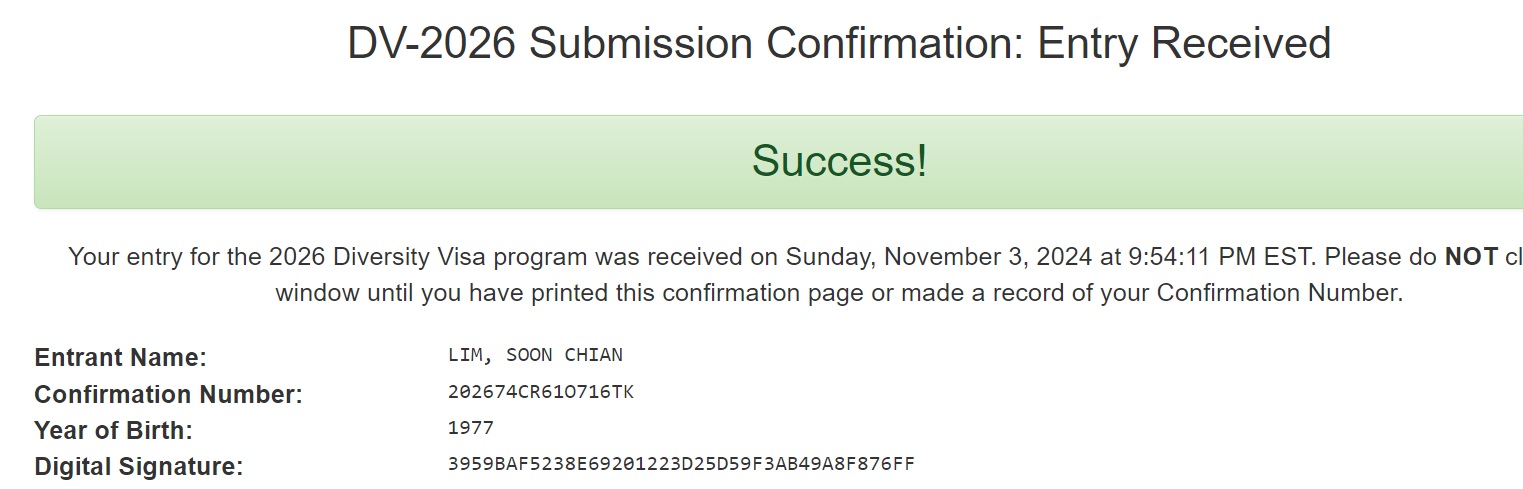 DV-2026 Submission Confirmation: Entry Received
Success!
Your entry for the 2026 Diversity Visa program was received on Sunday, November 3, 2024 at 9:54:11 PM EST. Please do NOT cl
window until you have printed this confirmation page or made a record of your Confirmation Number.
Entrant Name: LIM, SOON CHIAN
Confirmation Number: 202674CR61O716TK
Year of Birth: 1977
Digital Signature: 3959BAF5238E69201223D25D59F3AB49A8F876FF